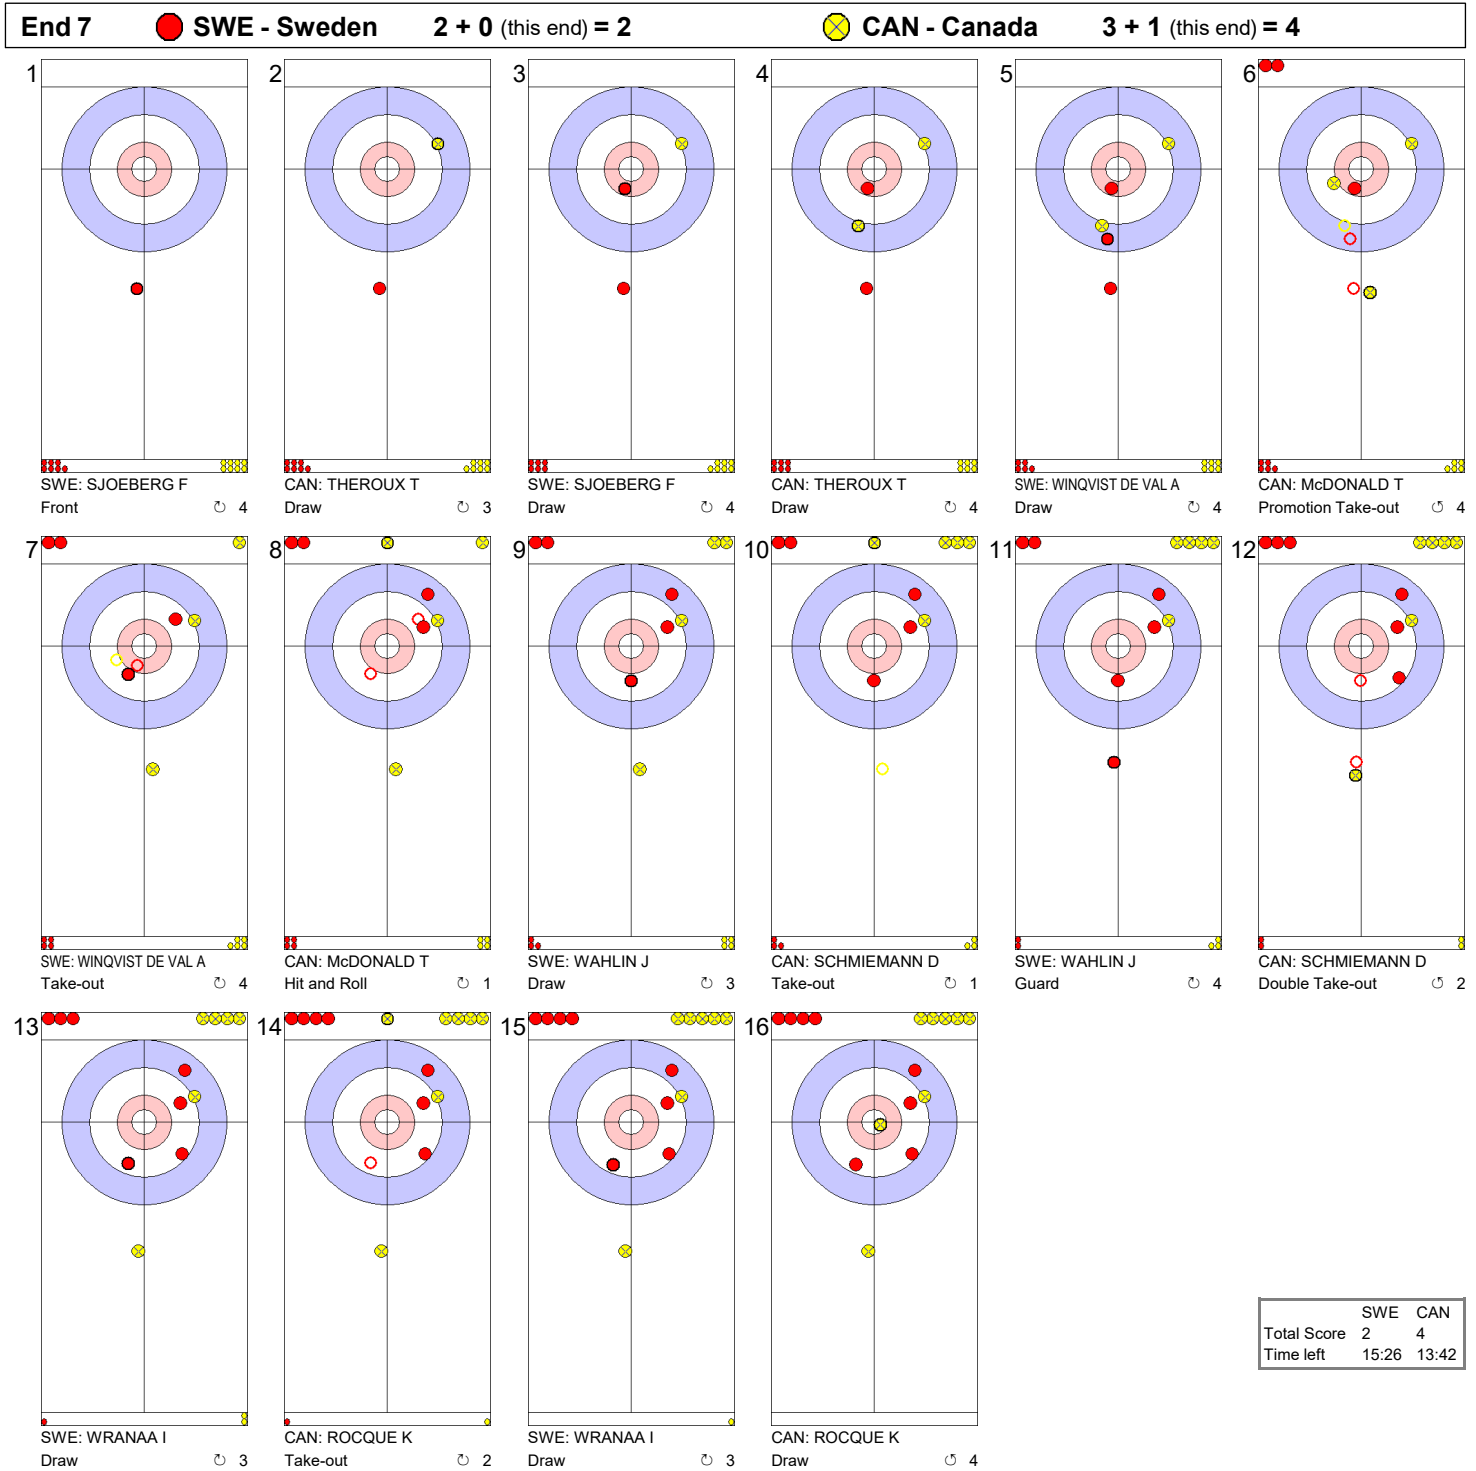 End 7 SWE - Sweden 2 + 0 (this end) = 2 CAN - Canada 3 + 1 (this end) = 4
1 2 3 4 5 6
SWE: SJOEBERG F CAN: THEROUX T SWE: SJOEBERG F CAN: THEROUX T SWE: WINQVIST DE VAL A CAN: McDONALD T
Front ↻ 4 Draw ↻ 3 Draw ↻ 4 Draw ↻ 4 Draw ↻ 4 Promotion Take-out ↺ 4
7 8 9 10 11 12
SWE: WINQVIST DE VAL A CAN: McDONALD T SWE: WAHLIN J CAN: SCHMIEMANN D SWE: WAHLIN J CAN: SCHMIEMANN D
Take-out ↻ 4 Hit and Roll ↻ 1 Draw ↻ 3 Take-out ↻ 1 Guard ↻ 4 Double Take-out ↺ 2
13 14 15 16
SWE CAN
Total Score 2 4
Time left 15:26 13:42
SWE: WRANAA I CAN: ROCQUE K SWE: WRANAA I CAN: ROCQUE K
Draw ↻ 3 Take-out ↻ 2 Draw ↻ 3 Draw ↺ 4